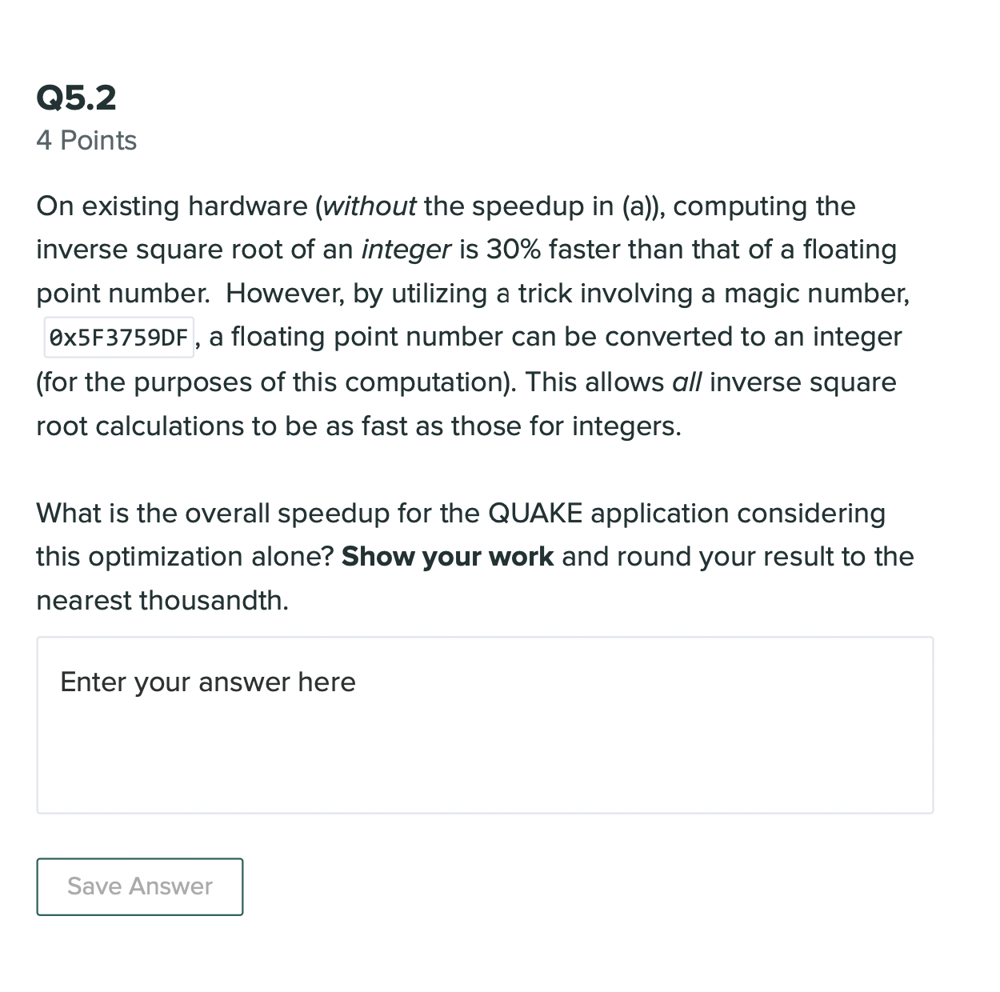 Q5.2
4 Points
On existing hardware (without the speedup in (a)), computing the
inverse square root of an integer is 30% faster than that of a floating
point number.  However, by utilizing a trick involving a magic number,
0x5F3759DF, a floating point number can be converted to an integer
(for the purposes of this computation). This allows all inverse square
root calculations to be as fast as those for integers.
What is the overall speedup for the QUAKE application considering
this optimization alone? Show your work and round your result to the
nearest thousandth.
Enter your answer here
Save Answer